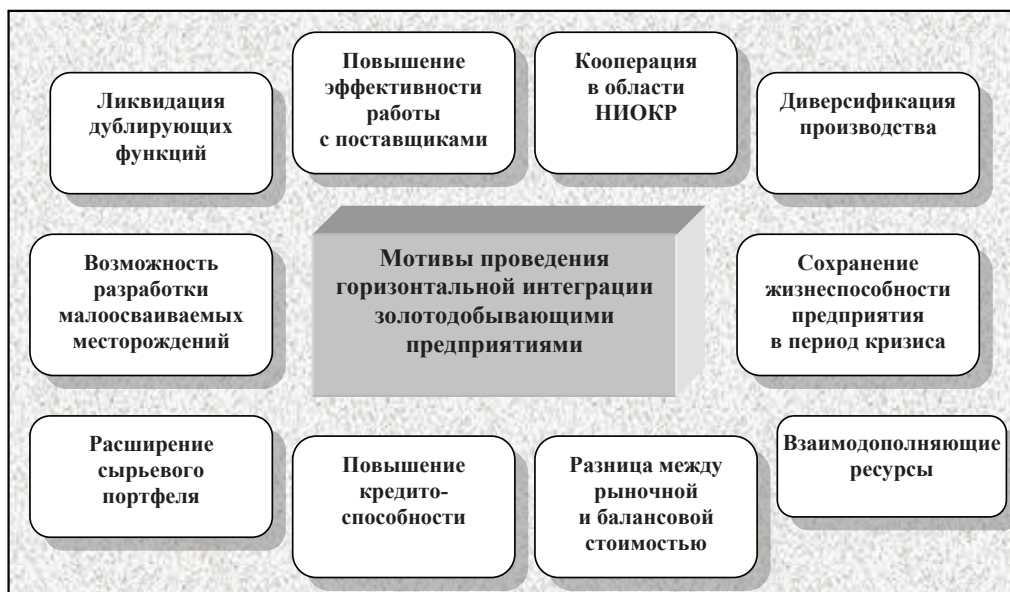 Ликвидация
дублирующих
функций
Повышение
эффективности
работы
с поставщиками
Кооперация
в области
НИОКР
Диверсификация
производства
Возможность
разработки
малоосваиваемых
месторождений
Мотивы проведения
горизонтальной интеграции
золотодобывающими
предприятиями
Сохранение
жизнеспособности
предприятия
в период кризиса
Расширение
сырьевого
портфеля
Повышение
кредито-
способности
Разница между
рыночной
и балансовой
стоимостью
Взаимодополняющие
ресурсы